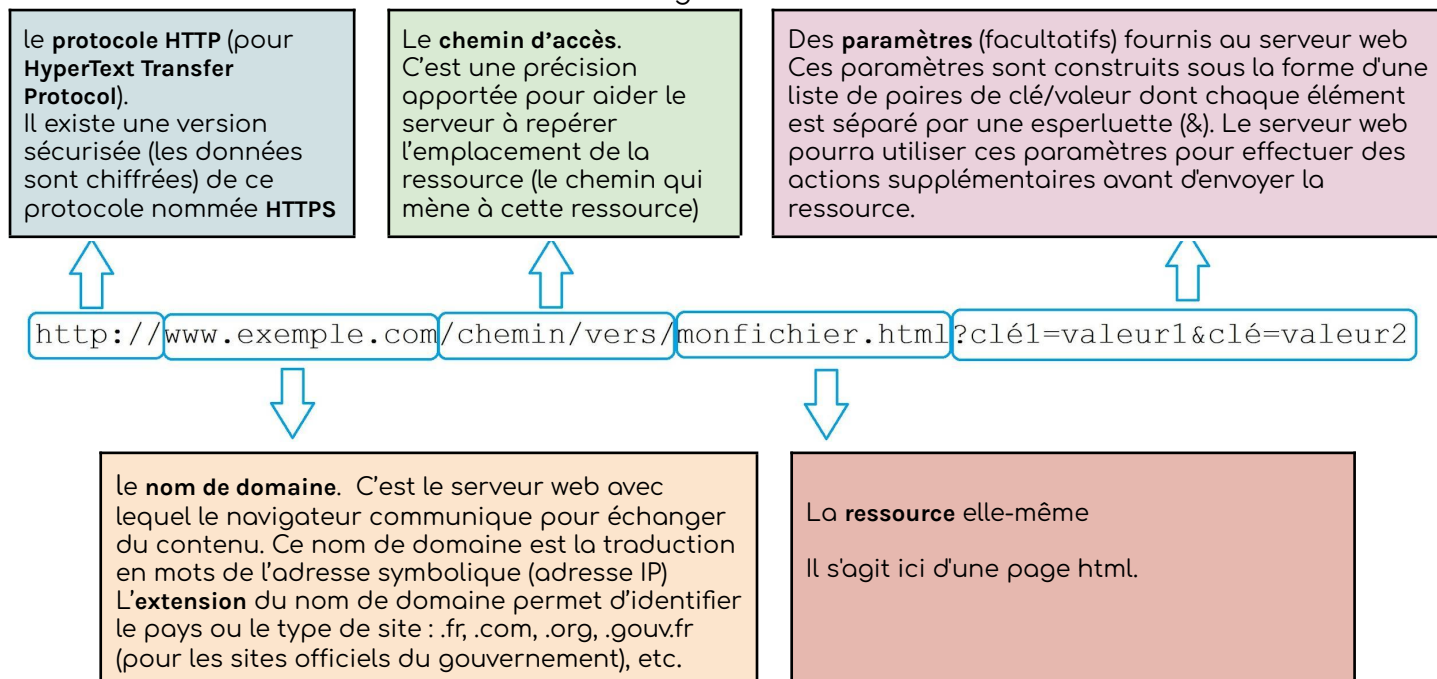 le protocole HTTP (pour
HyperText Transfer
Protocol).
Il existe une version
sécurisée (les données
sont chiffrées) de ce
protocole nommée HTTPS
Le chemin d’accès.
C’est une précision
apportée pour aider le
serveur à repérer
l’emplacement de la
ressource (le chemin qui
mène à cette ressource)
Des paramètres (facultatifs) fournis au serveur web
Ces paramètres sont construits sous la forme d'une
liste de paires de clé/valeur dont chaque élément
est séparé par une esperluette (&). Le serveur web
pourra utiliser ces paramètres pour effectuer des
actions supplémentaires avant d'envoyer la
ressource.
http://www.exemple.com/chemin/vers/monfichier.html?clé1=valeur1&clé=valeur2
le nom de domaine. C’est le serveur web avec
lequel le navigateur communique pour échanger
du contenu. Ce nom de domaine est la traduction
en mots de l’adresse symbolique (adresse IP)
L’extension du nom de domaine permet d’identifier
le pays ou le type de site : .fr, .com, .org, .gouv.fr
(pour les sites officiels du gouvernement), etc.
La ressource elle-même
Il s'agit ici d'une page html.